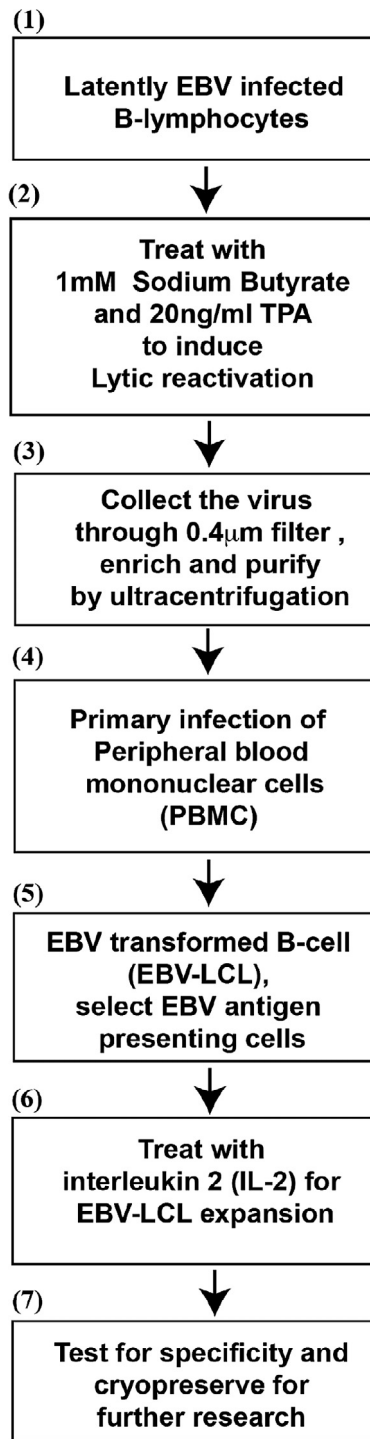 (1)
Latently EBV infected
B-lymphocytes
(2)
Treat with
1mM Sodium Butyrate
and 20ng/ml TPA
to induce
Lytic reactivation
(3)
Collect the virus
through 0.4μm filter ,
enrich and purify
by ultracentrifugation
(4)
Primary infection of
Peripheral blood
mononuclear cells
(PBMC)
(5)
EBV transformed B-cell
(EBV-LCL),
select EBV antigen
presenting cells
(6)
Treat with
interleukin 2 (IL-2) for
EBV-LCL expansion
(7)
Test for specificity and
cryopreserve for
further research